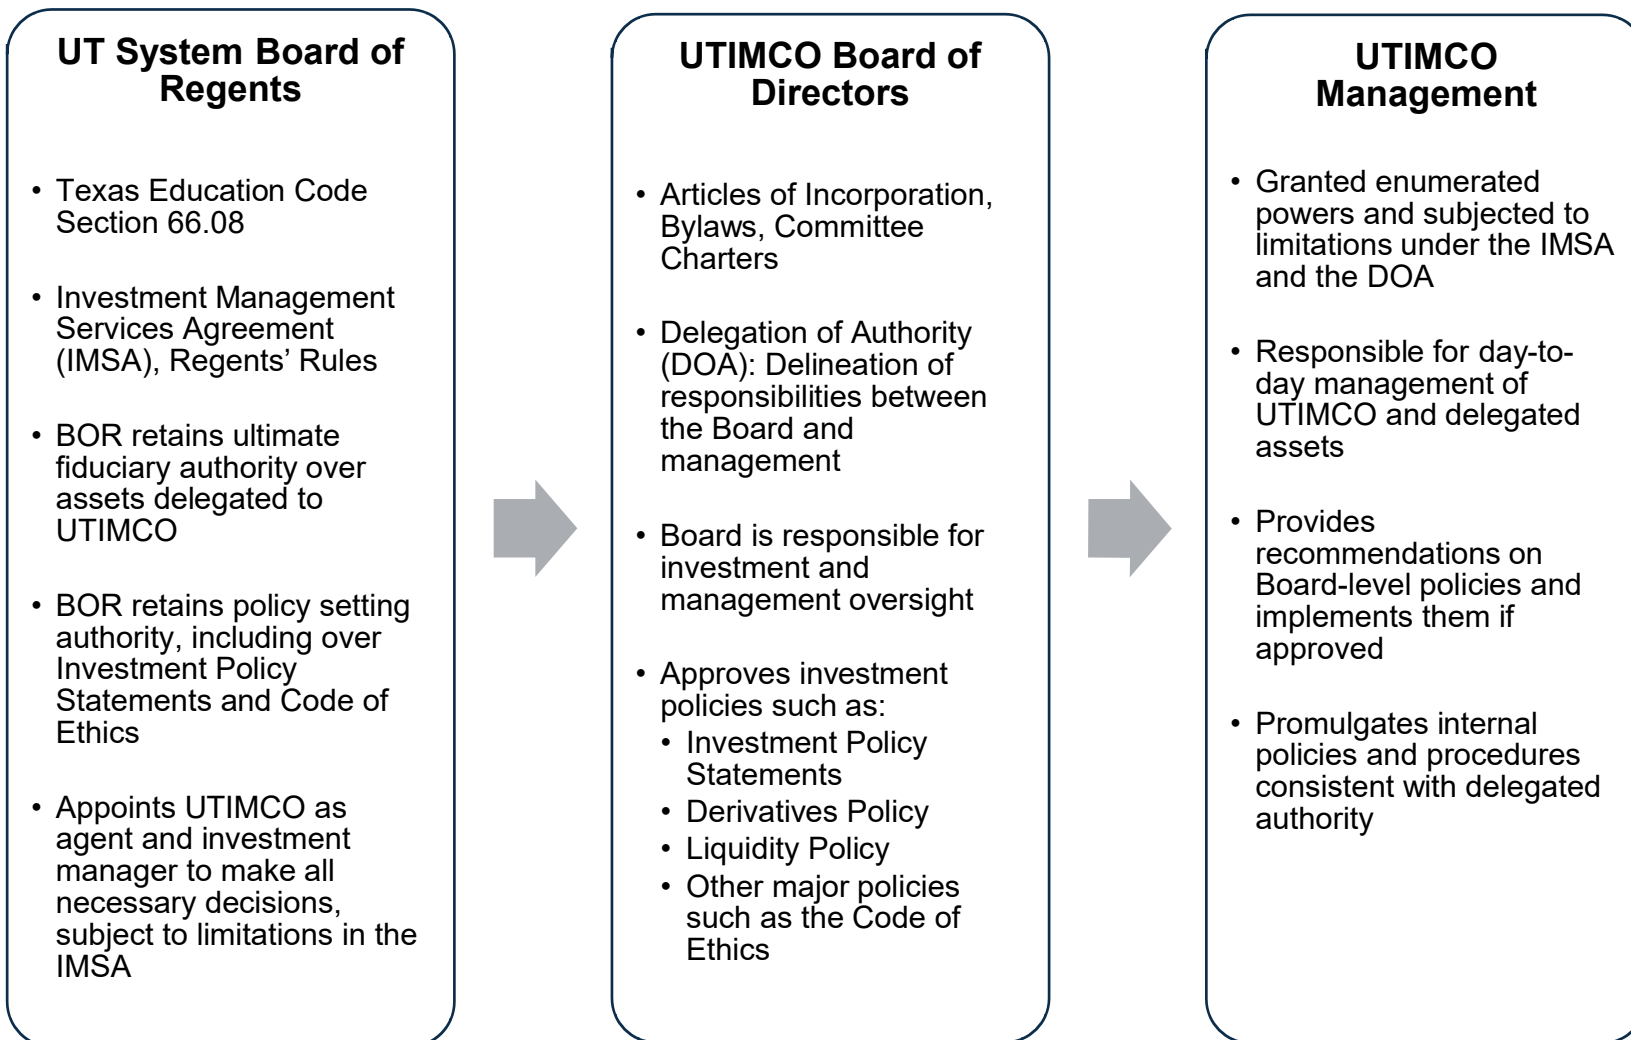 UT System Board of
Regents
• Texas Education Code
Section 66.08
• Investment Management
Services Agreement
(IMSA), Regents’ Rules
• BOR retains ultimate
fiduciary authority over
assets delegated to
UTIMCO
• BOR retains policy setting
authority, including over
Investment Policy
Statements and Code of
Ethics
• Appoints UTIMCO as
agent and investment
manager to make all
necessary decisions,
subject to limitations in the
IMSA
UTIMCO Board of
Directors
• Articles of Incorporation,
Bylaws, Committee
Charters
• Delegation of Authority
(DOA): Delineation of
responsibilities between
the Board and
management
• Board is responsible for
investment and
management oversight
• Approves investment
policies such as:
• Investment Policy
Statements
• Derivatives Policy
• Liquidity Policy
• Other major policies
such as the Code of
Ethics
UTIMCO
Management
• Granted enumerated
powers and subjected to
limitations under the IMSA
and the DOA
• Responsible for day-to-
day management of
UTIMCO and delegated
assets
• Provides
recommendations on
Board-level policies and
implements them if
approved
• Promulgates internal
policies and procedures
consistent with delegated
authority